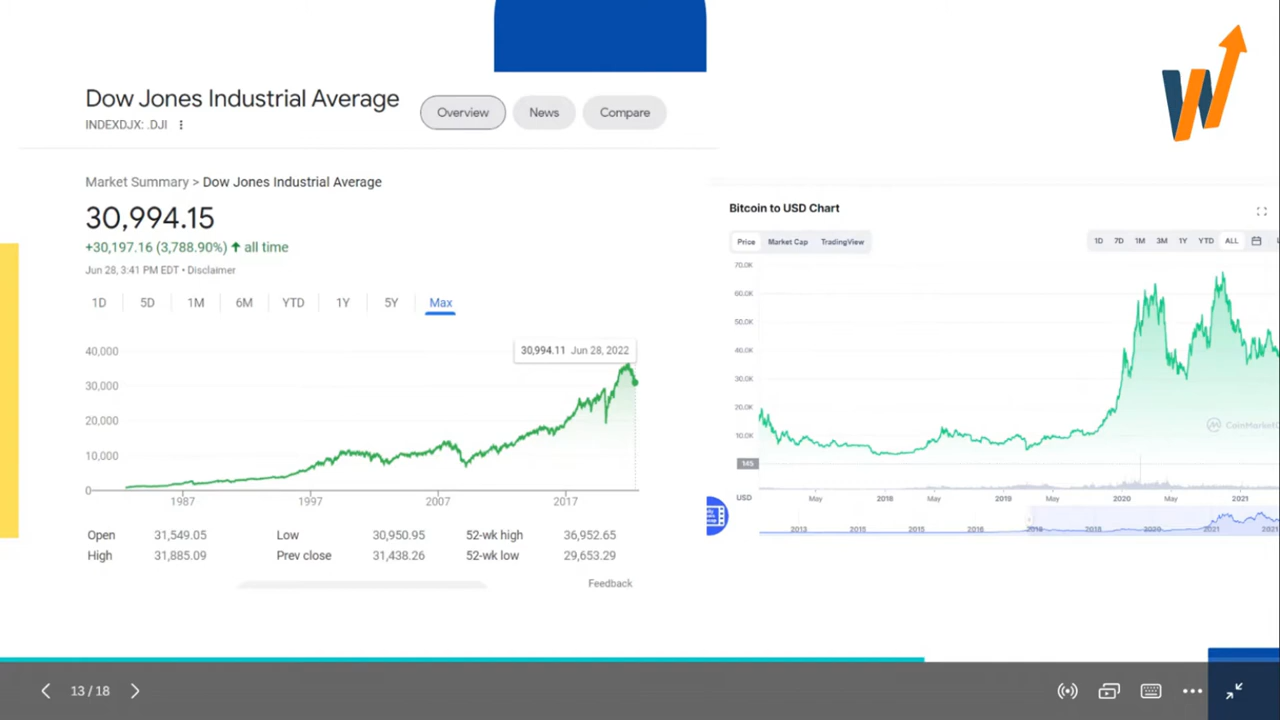 Dow Jones Industrial Average
INDEXDJX: .DJI
Overview
News
Compare
Market Summary > Dow Jones Industrial Average
30,994.15
+30,197.16 (3,788.90%) ↑ all time
Jun 28, 3:41 PM EDT • Disclaimer
1D 5D 1M 6M YTD 1Y 5Y Max
30,994.11 Jun 28, 2022
40,000
30,000
20,000
10,000
0
1987 1997 2007 2017
Open 31,549.05 Low 30,950.95 52-wk high 36,952.65
High 31,885.09 Prev close 31,438.26 52-wk low 29,653.29
Feedback
W
Bitcoin to USD Chart
Price Market Cap TradingView
1D 7D 1M 3M 1Y YTD ALL
70.0K
60.0K
50.0K
40.0K
30.0K
20.0K
10.0K
145
USD
May 2018 May 2019 May 2020 May 2021
2013 2015 2018 2020 2021
13 / 18